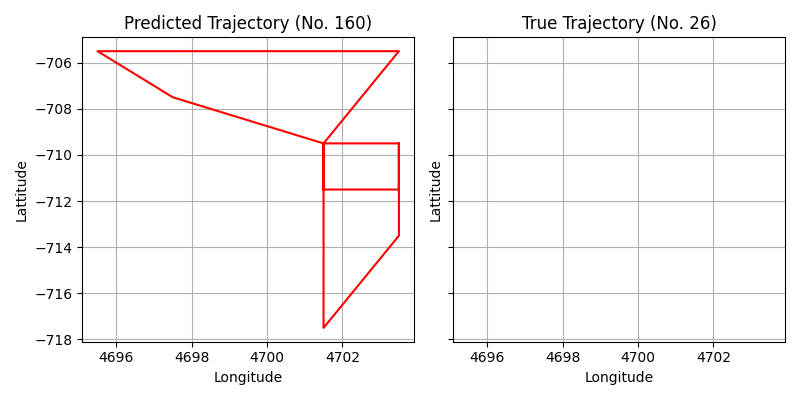 Predicted Trajectory (No. 160)
True Trajectory (No. 26)
Lattitude
−706
−708
−710
−712
−714
−716
−718
4696
4698
4700
4702
Longitude
Lattitude
4696
4698
4700
4702
Longitude